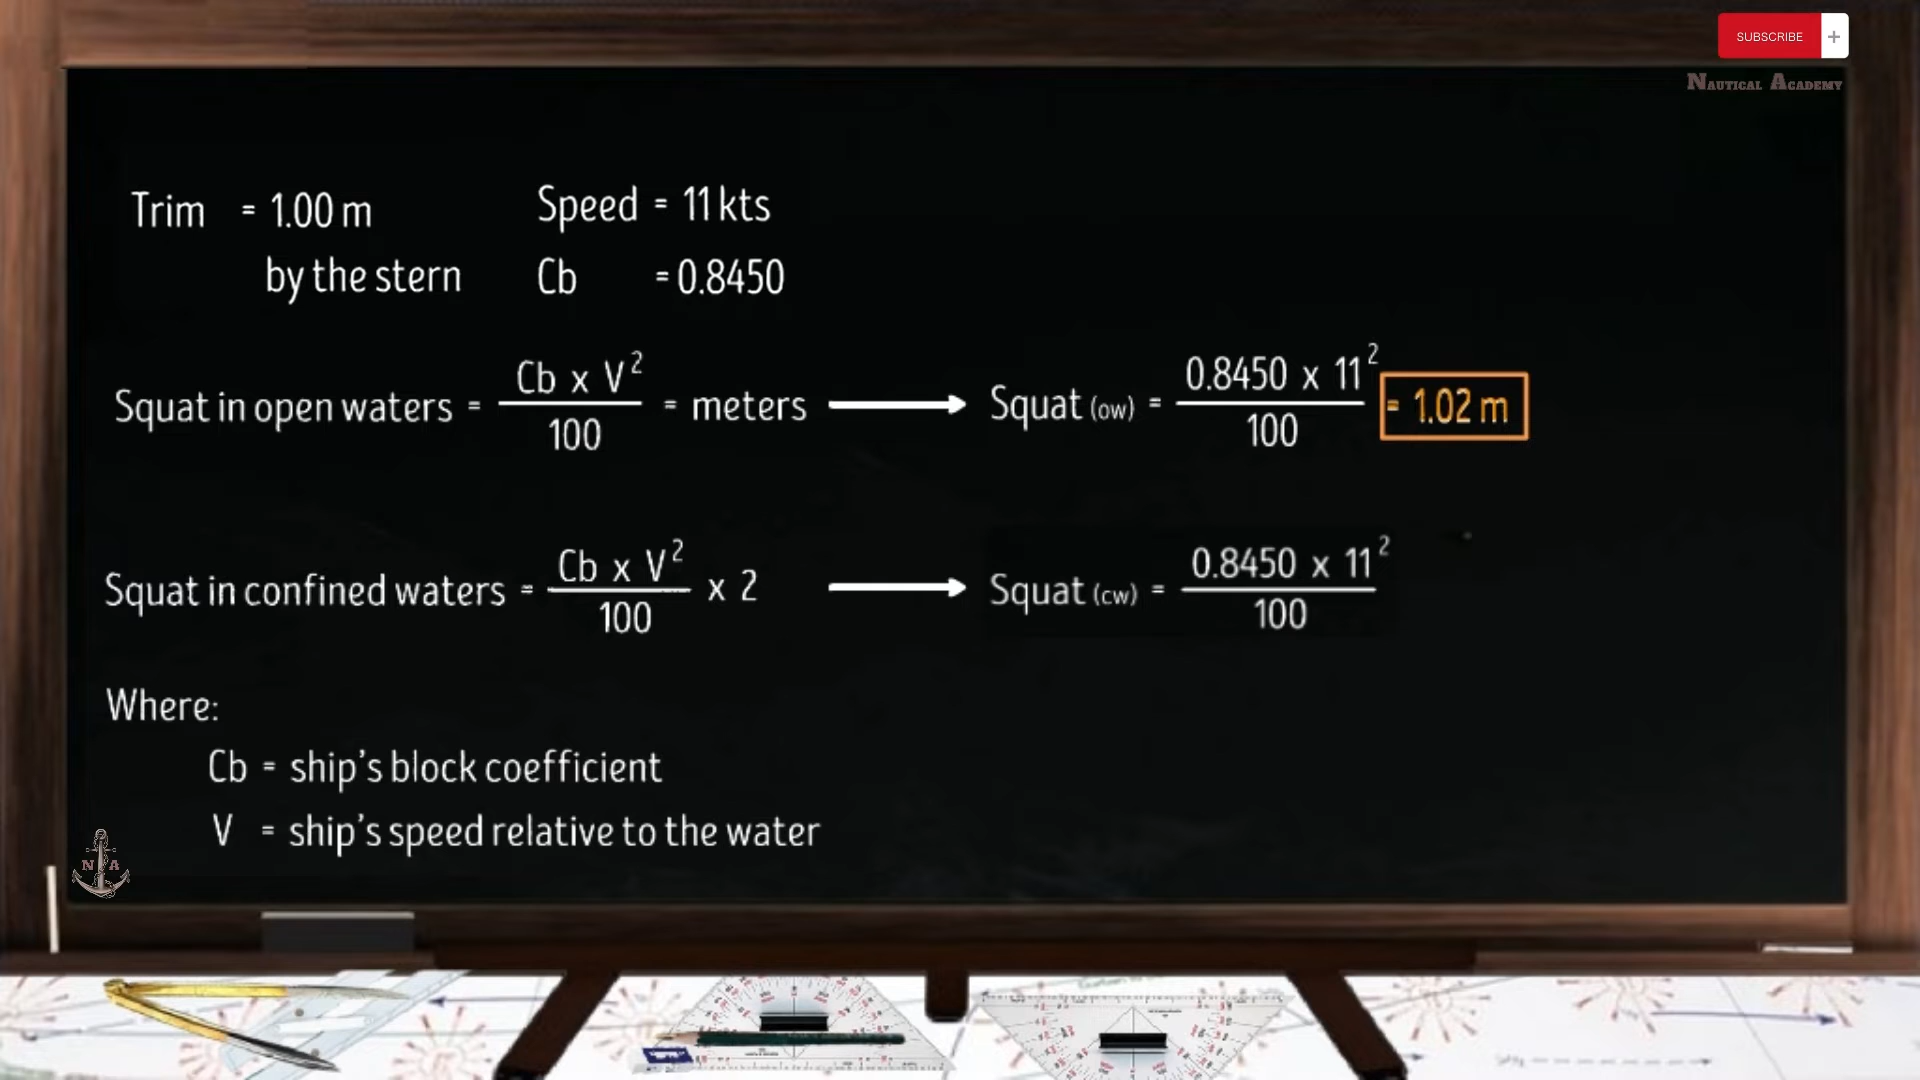 SUBSCRIBE +
NAUTICAL ACADEMY
Trim = 1.00 m
by the stern
Speed = 11 kts
Cb = 0.8450
Squat in open waters = Cb x V² / 100 = meters → Squat (ow) = 0.8450 x 11² / 100 = 1.02 m
Squat in confined waters = Cb x V² / 100 x 2 → Squat (cw) = 0.8450 x 11² / 100
Where:
Cb = ship's block coefficient
V = ship's speed relative to the water
N A